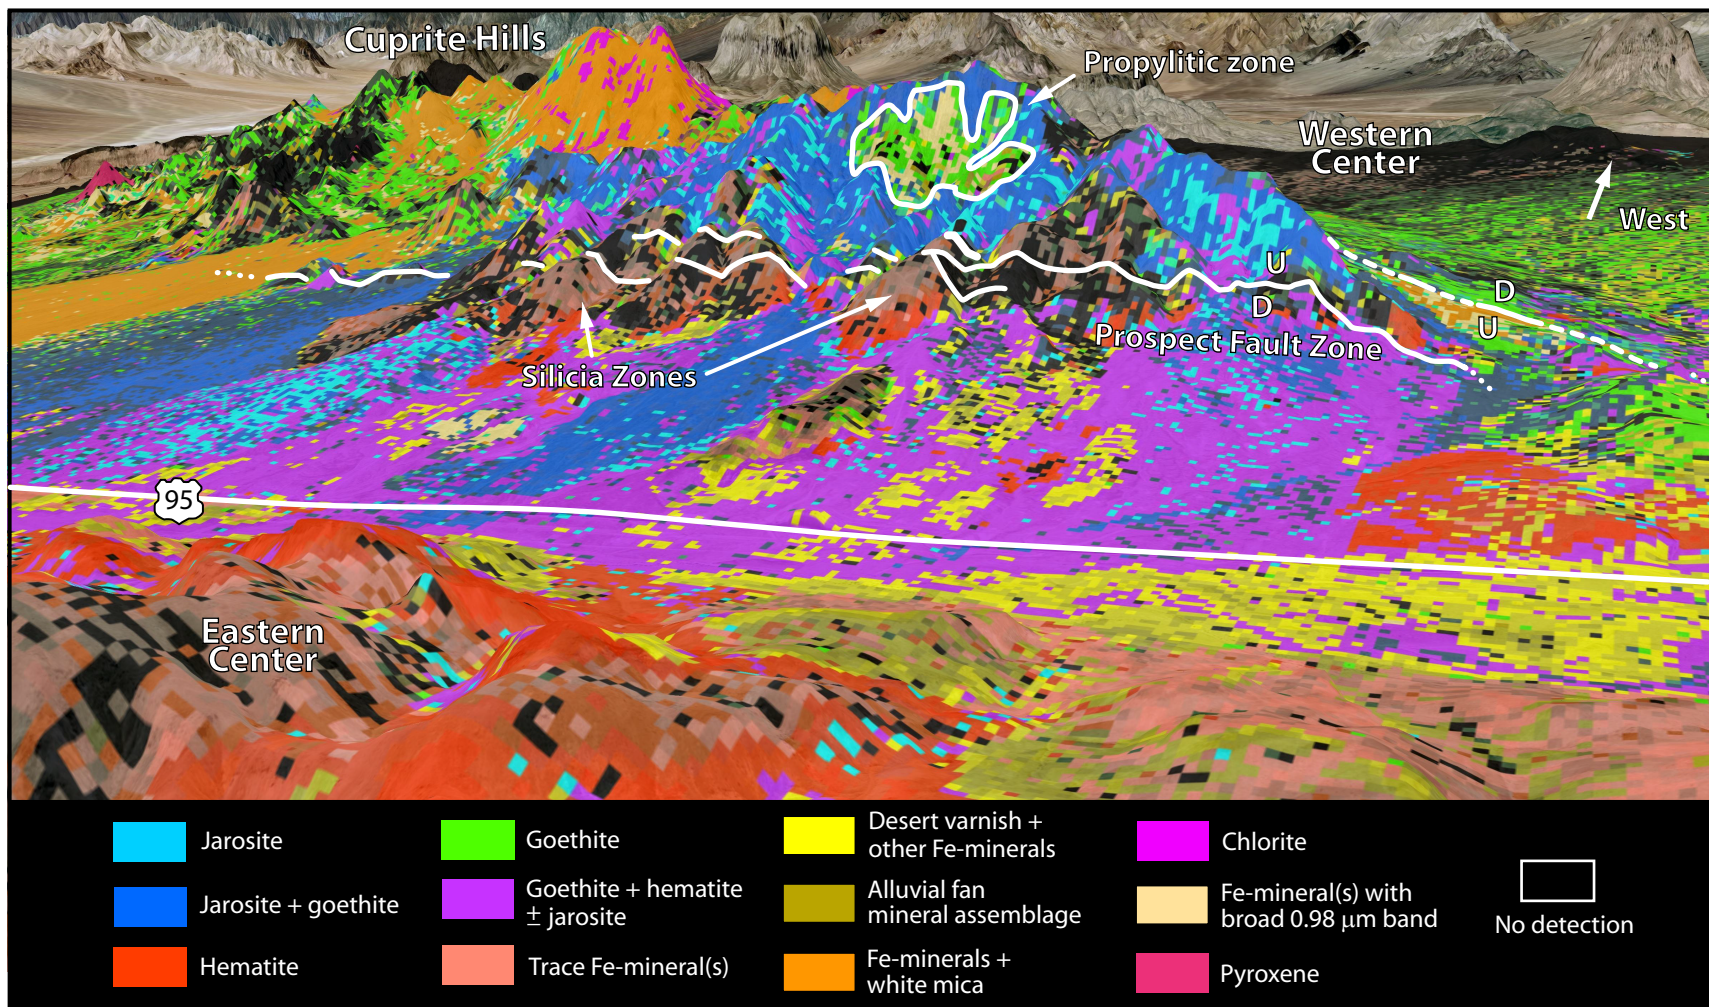 Cuprite Hills
Propylitic zone
Western
Center
West
U
D
D
U
Prospect Fault Zone
Silicia Zones
95
Eastern
Center
Jarosite
Jarosite + goethite
Hematite
Goethite
Goethite + hematite
± jarosite
Trace Fe-mineral(s)
Desert varnish +
other Fe-minerals
Alluvial fan
mineral assemblage
Fe-minerals +
white mica
Chlorite
Fe-mineral(s) with
broad 0.98 µm band
Pyroxene
No detection